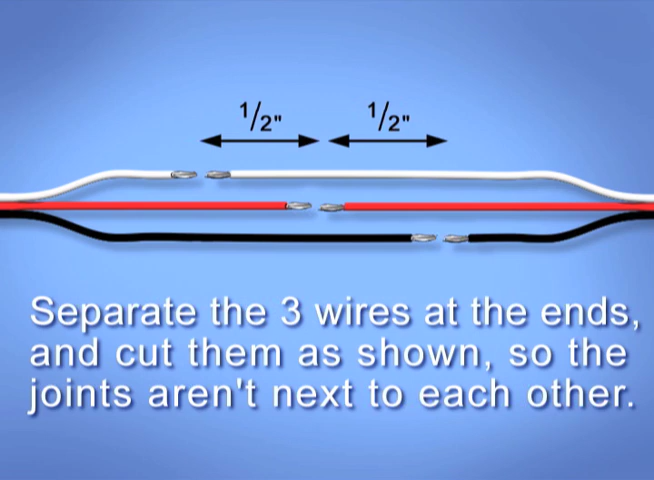 1/2" 1/2"
Separate the 3 wires at the ends,
and cut them as shown, so the
joints aren't next to each other.